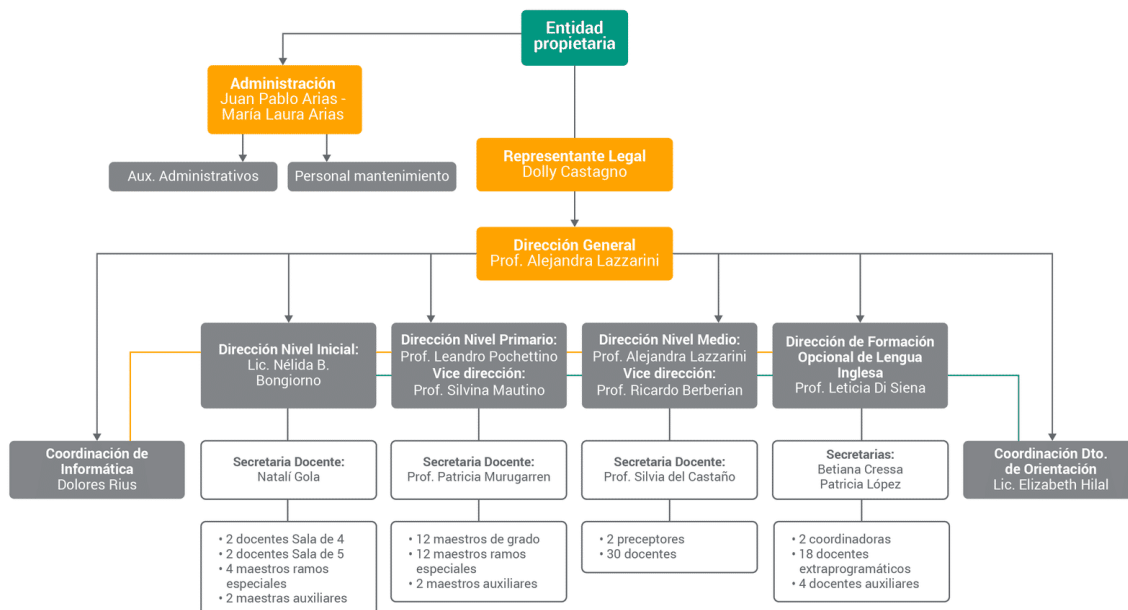 Entidad
propietaria
Administración
Juan Pablo Arias -
María Laura Arias
Aux. Administrativos
Personal mantenimiento
Representante Legal
Dolly Castagno
Dirección General
Prof. Alejandra Lazzarini
Dirección Nivel Inicial:
Lic. Nélida B.
Bongiorno
Dirección Nivel Primario:
Prof. Leandro Pochettino
Vice dirección:
Prof. Silvina Mautino
Dirección Nivel Medio:
Prof. Alejandra Lazzarini
Vice dirección:
Prof. Ricardo Berberian
Dirección de Formación
Opcional de Lengua
Inglesa
Prof. Leticia Di Siena
Coordinación de
Informática
Dolores Rius
Secretaria Docente:
Natalí Gola
Secretaria Docente:
Prof. Patricia Murugarren
Secretaria Docente:
Prof. Silvia del Castaño
Secretarias:
Betiana Cressa
Patricia López
Coordinación Dto.
de Orientación
Lic. Elizabeth Hilal
• 2 docentes Sala de 4
• 2 docentes Sala de 5
• 4 maestros ramos
especiales
• 2 maestras auxiliares
• 12 maestros de grado
• 12 maestros ramos
especiales
• 2 maestros auxiliares
• 2 preceptores
• 30 docentes
• 2 coordinadoras
• 18 docentes
extraprogramáticos
• 4 docentes auxiliares